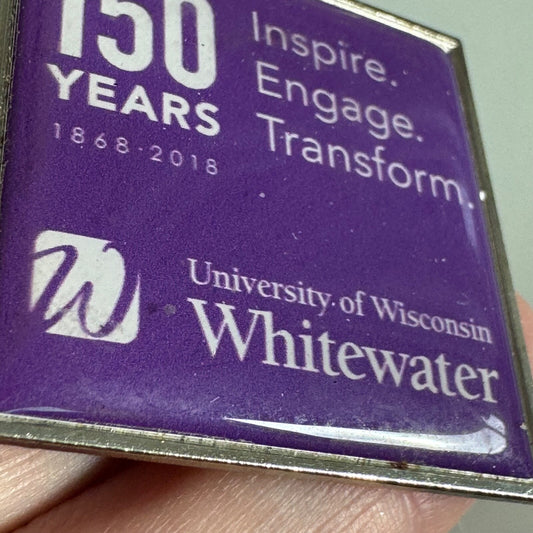 150
YEARS
1868·2018
Inspire.
Engage.
Transform.
W
University of Wisconsin
Whitewater